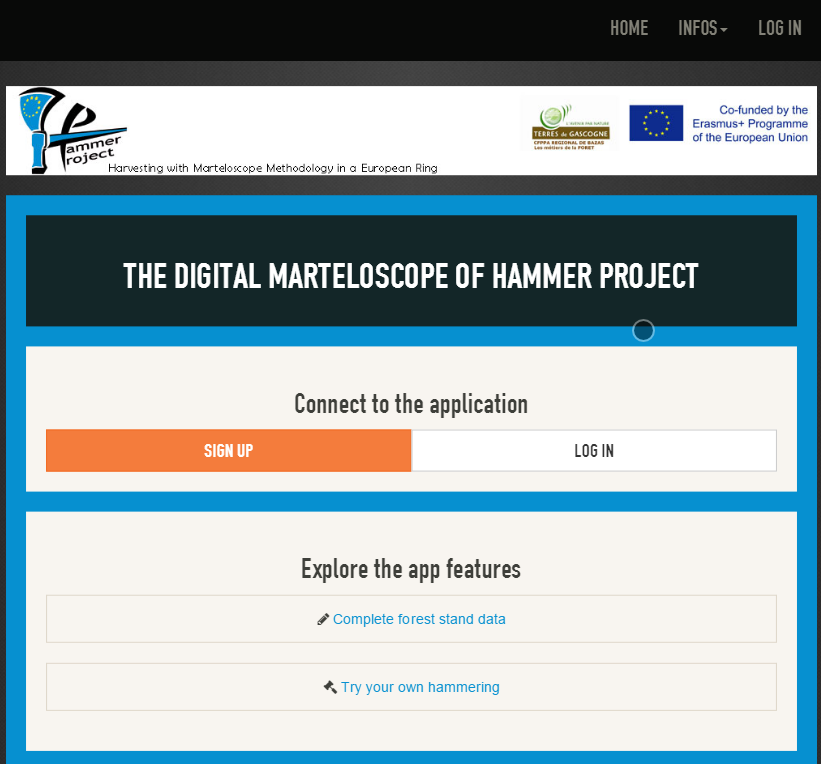 HOME INFOS LOG IN
Hammer
Project
Harvesting with Marteloscope Methodology in a European Ring
L'AVENIR PAR NATURE
TERRES de GASCOGNE
CFPPA REGIONAL DE BAZAS
Les métiers de la FORET
Co-funded by the
Erasmus+ Programme
of the European Union
THE DIGITAL MARTELOSCOPE OF HAMMER PROJECT
Connect to the application
SIGN UP LOG IN
Explore the app features
Complete forest stand data
Try your own hammering